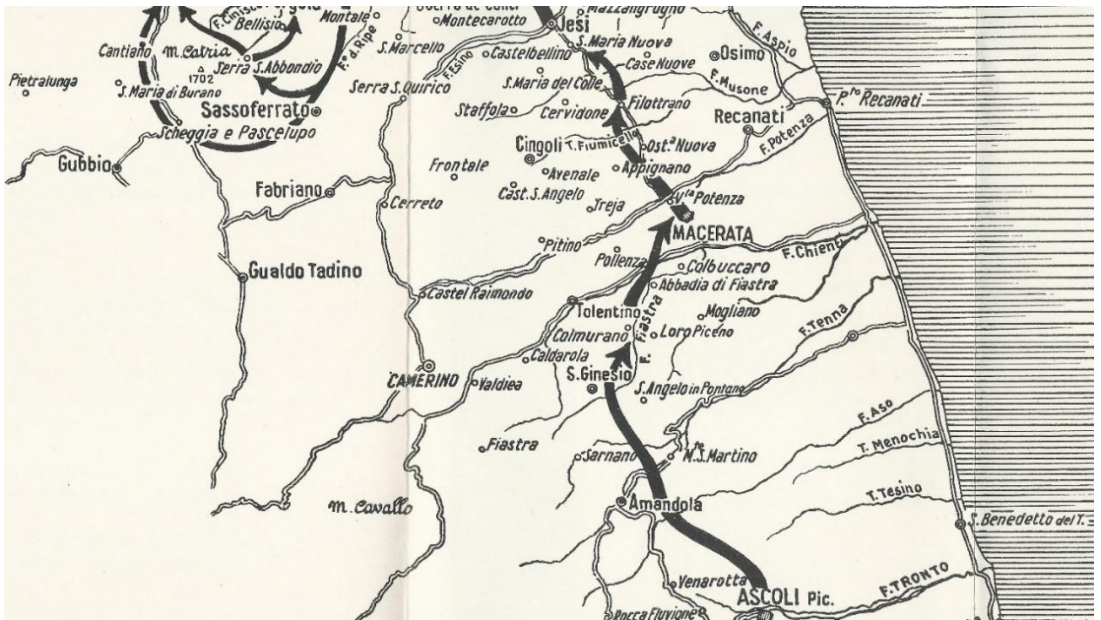 Montale
Bellisia
Montecarotto
Mazzangrugno
Jesi
Cantiano
m. Catria
1702
Serra S. Abbondio
F.º d. Ripe
S. Marcello
F. Esino
Castelbellino
S. Maria Nuova
Case Nuove
Osimo
F. Aspio
Pietralunga
S. Maria di Burano
Sassoferrato
Serra S. Quirico
S. Maria del Colle
Staffola
Cervidone
Filottrano
F. Musone
P.to Recanati
Recanati
Scheggia e Pascelupo
Gubbio
Cingoli
T. Fiumicello
Ost.ª Nuova
F. Potenza
Frontale
Avenale
Appignano
Fabriano
Cast. S. Angelo
Cerreto
Treja
V.la Potenza
MACERATA
Pitino
Pollenza
F. Chienti
Colbuccaro
Gualdo Tadino
Castel Raimondo
Abbadia di Fiastra
Tolentino
Mogliano
F. Tenna
Colmurano
F. Fiastra
Loro Piceno
Caldarola
CAMERINO
Valdiea
S. Ginesio
S. Angelo in Pontano
F. Aso
Fiastra
Sarnano
M.te S. Martino
T. Menochia
m. Cavallo
Amandola
T. Tesino
S. Benedetto del T.
Venarotta
ASCOLI Pic.
F. TRONTO